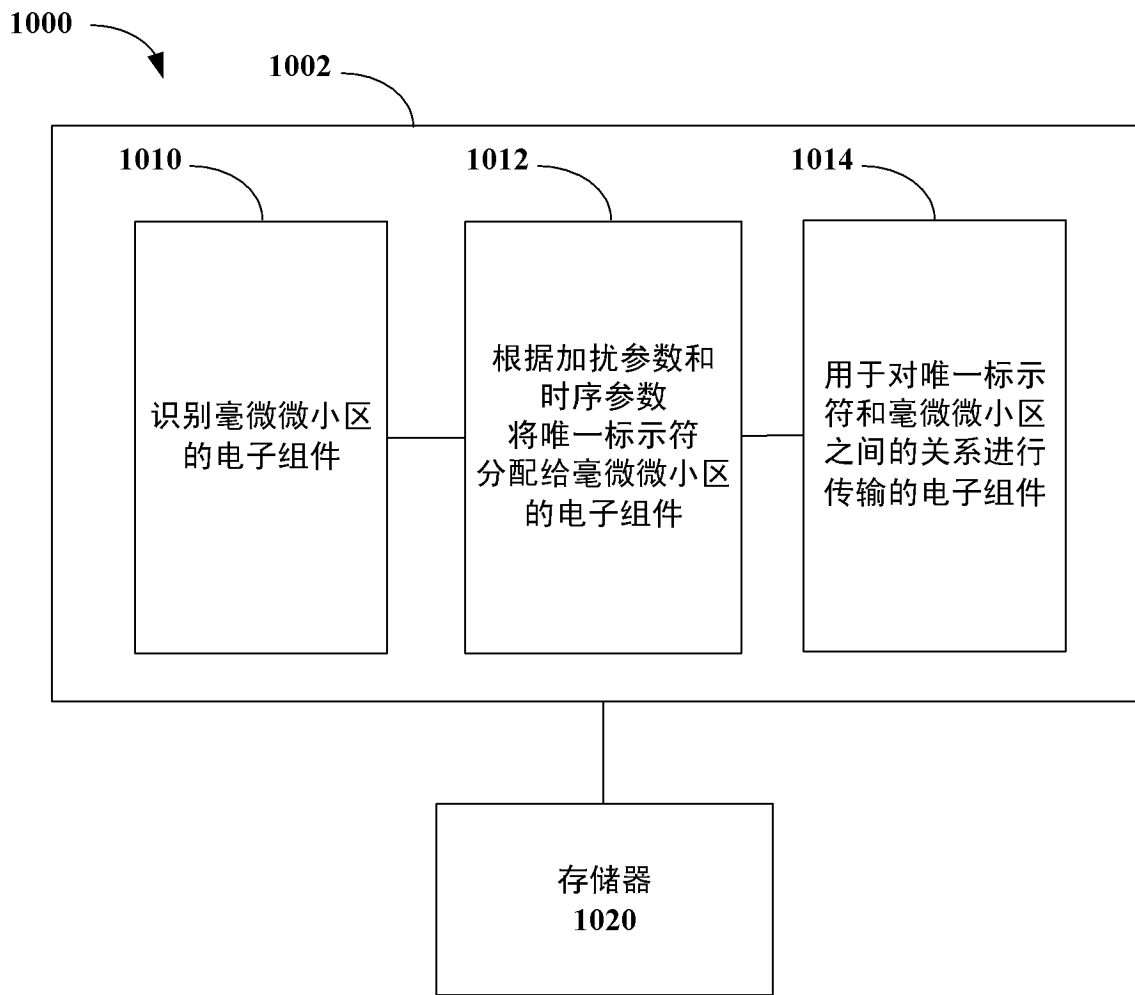 1000
1002
1010
1012
1014
识别毫微微小区
的电子组件
根据加扰参数和
时序参数
将唯一标示符
分配给毫微微小区
的电子组件
用于对唯一标示
符和毫微微小区
之间的关系进行
传输的电子组件
存储器
1020